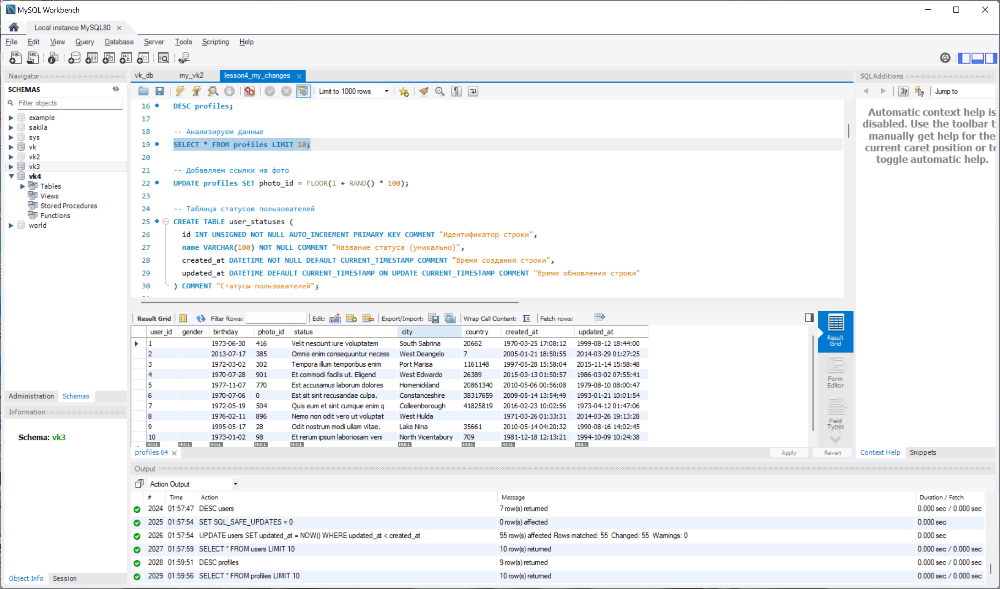 MySQL Workbench
Local instance MySQL80
File Edit View Query Database Server Tools Scripting Help
Navigator
SCHEMAS
Filter objects
example
sakila
sys
vk
vk2
vk3
vk4
Tables
Views
Stored Procedures
Functions
world
Administration Schemas
Information
Schema: vk3
Object Info Session
vk_db my_vk2 lesson4_my_changes
Limit to 1000 rows
16 DESC profiles;
17
18 -- Анализируем данные
19 SELECT * FROM profiles LIMIT 10;
20
21 -- Добавляем ссылки на фото
22 UPDATE profiles SET photo_id = FLOOR(1 + RAND() * 100);
23
24 -- Таблица статусов пользователей
25 CREATE TABLE user_statuses (
26 id INT UNSIGNED NOT NULL AUTO_INCREMENT PRIMARY KEY COMMENT "Идентификатор строки",
27 name VARCHAR(100) NOT NULL COMMENT "Название статуса (уникально)",
28 created_at DATETIME NOT NULL DEFAULT CURRENT_TIMESTAMP COMMENT "Время создания строки",
29 updated_at DATETIME DEFAULT CURRENT_TIMESTAMP ON UPDATE CURRENT_TIMESTAMP COMMENT "Время обновления строки"
30 ) COMMENT "Статусы пользователей";
Result Grid Filter Rows: Edit: Export/Import: Wrap Cell Content: Fetch rows:
user_id gender birthday photo_id status city country created_at updated_at
1 1973-06-30 416 Velit nesciunt iure voluptatem South Sabrina 20662 1970-03-25 17:08:12 1999-08-12 18:44:00
2 2013-07-17 385 Omnis enim consequuntur necess West Deangelo 7 2005-01-21 18:50:55 2014-03-29 01:27:25
3 1972-03-02 302 Tempora illum temporibus enim Port Marisa 1161148 1997-05-28 15:58:04 2015-11-14 15:58:48
4 1970-07-28 901 Et commodi facilis ut. Eligend West Edwardo 26389 2015-03-13 01:50:57 1986-03-02 07:55:41
5 1977-11-07 770 Est accusamus laborum dolores Homenickland 20861340 2010-05-06 00:56:08 1979-08-10 08:00:47
6 1970-07-06 0 Est sit sint recusandae culpa. Constanceshire 38317659 2009-05-14 13:54:49 1993-01-21 10:01:54
7 1972-05-19 504 Quis eum et sint cumque enim q Colleenborough 41825819 2016-02-23 10:02:56 1973-04-12 01:47:06
8 1976-02-11 896 Nemo non odit vero ut voluptat West Hulda 1971-03-26 01:33:31 2014-03-26 19:13:28
9 1995-05-17 28 Odit nostrum modi ullam vitae. Lake Nina 35661 2010-05-14 04:20:32 1990-08-16 14:02:45
10 1973-01-02 98 Et rerum ipsum laboriosam veni North Vicentabury 709 1981-12-18 12:13:21 1994-10-09 10:24:38
NULL NULL NULL NULL NULL NULL NULL NULL NULL
profiles 64
Apply Revert
Result
Grid
Form
Editor
Field
Types
SQLAdditions
Jump to
Automatic context help is
disabled. Use the toolbar t
manually get help for the
current caret position or to
toggle automatic help.
Context Help Snippets
Output
Action Output
# Time Action Message Duration / Fetch
2024 01:57:47 DESC users 7 row(s) returned 0.000 sec / 0.000 sec
2025 01:57:54 SET SQL_SAFE_UPDATES = 0 0 row(s) affected 0.000 sec
2026 01:57:54 UPDATE users SET updated_at = NOW() WHERE updated_at < created_at 55 row(s) affected Rows matched: 55 Changed: 55 Warnings: 0 0.000 sec
2027 01:57:59 SELECT * FROM users LIMIT 10 10 row(s) returned 0.000 sec / 0.000 sec
2028 01:59:51 DESC profiles 9 row(s) returned 0.000 sec / 0.000 sec
2029 01:59:56 SELECT * FROM profiles LIMIT 10 10 row(s) returned 0.000 sec / 0.000 sec